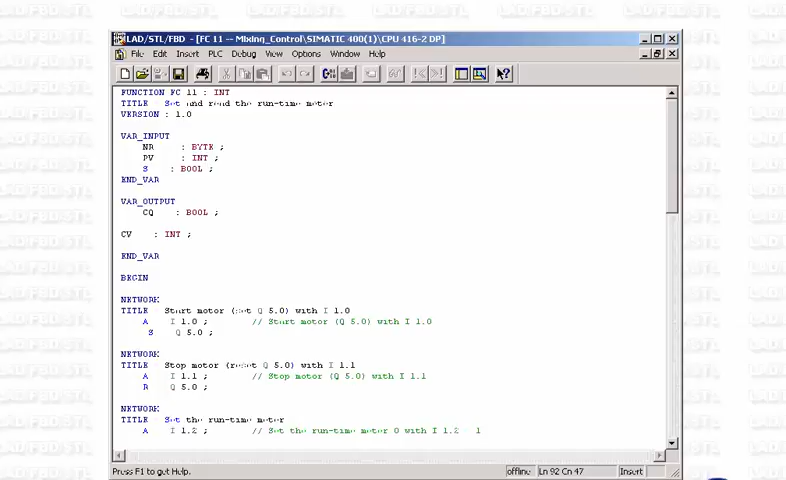 LAD/STL/FBD - [FC 11 -- Mixing_Control\SIMATIC 400(1)\CPU 416-2 DP]
File Edit Insert PLC Debug View Options Window Help
FUNCTION FC 11 : INT
TITLE Set and read the run-time meter
VERSION : 1.0
VAR_INPUT
NR : BYTE ;
PV : INT ;
S : BOOL ;
END_VAR
VAR_OUTPUT
CQ : BOOL ;
CV : INT ;
END_VAR
BEGIN
NETWORK
TITLE Start motor (set Q 5.0) with I 1.0
A I 1.0 ; // Start motor (Q 5.0) with I 1.0
S Q 5.0 ;
NETWORK
TITLE Stop motor (reset Q 5.0) with I 1.1
A I 1.1 ; // Stop motor (Q 5.0) with I 1.1
R Q 5.0 ;
NETWORK
TITLE Set the run-time meter
A I 1.2 ; // Set the run-time meter 0 with I 1.2 1
Press F1 to get Help. offline Ln 92 Cn 47 Insert